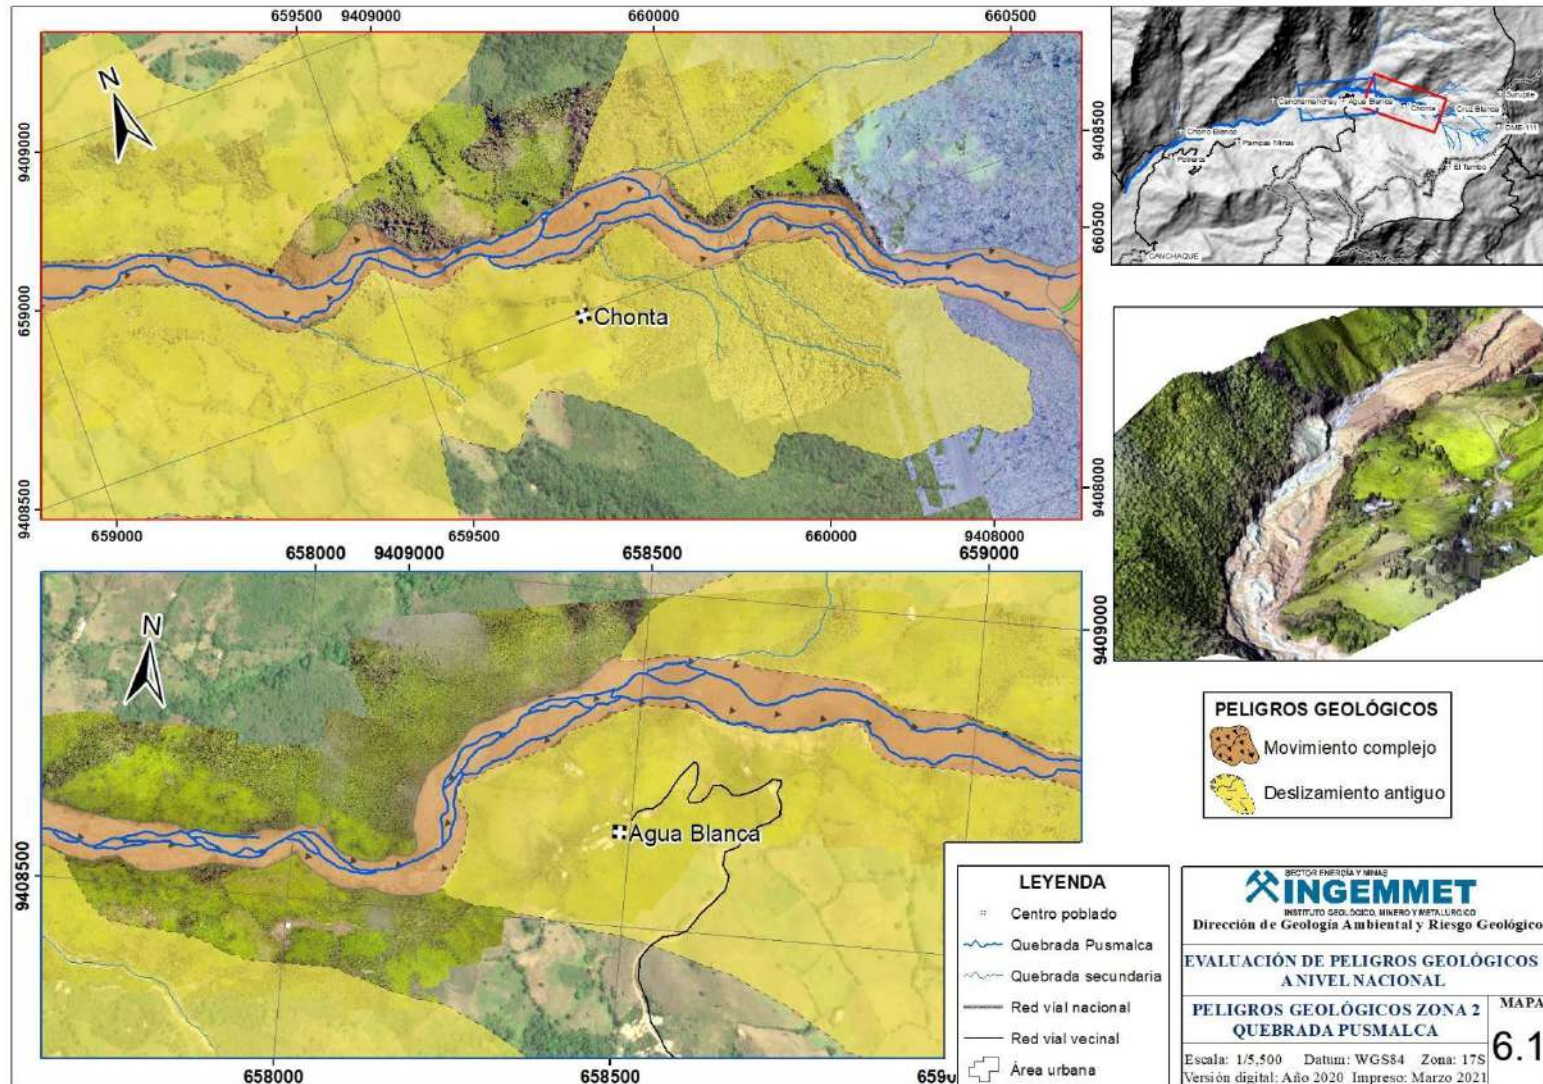 659500
9409000
660000
660500
N
9409000
659000
9408500
9408500
660500
9408000
Chonta
659000
659500
660000
9408000
658000
9409000
658500
659000
N
9408500
9409000
Agua Blanca
658000
658500
6590
Canchamanchay
Agua Blanca
Chonta
Cruz Blanca
Chorro Blanco
Pampas Minas
Potreros
El Tambo
CANCHAQUE
PELIGROS GEOLÓGICOS
Movimiento complejo
Deslizamiento antiguo
LEYENDA
Centro poblado
Quebrada Pusmalca
Quebrada secundaria
Red víal nacional
Red vial vecinal
Área urbana
SECTOR ENERGÍA Y MINAS
INGEMMET
INSTITUTO GEOLÓGICO, MINERO Y METALÚRGICO
Dirección de Geología Ambiental y Riesgo Geológico
EVALUACIÓN DE PELIGROS GEOLÓGICOS
A NIVEL NACIONAL
PELIGROS GEOLÓGICOS ZONA 2
QUEBRADA PUSMALCA
MAPA
6.1
Escala: 1/5,500 Datum: WGS84 Zona: 17S
Versión digital: Año 2020 Impreso: Marzo 2021